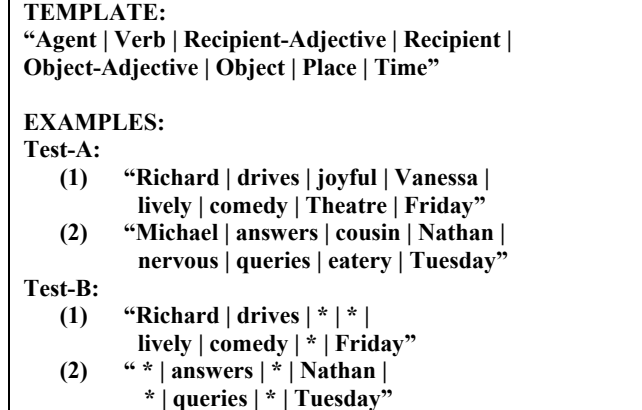 TEMPLATE:
“Agent | Verb | Recipient-Adjective | Recipient |
Object-Adjective | Object | Place | Time”
EXAMPLES:
Test-A:
(1) “Richard | drives | joyful | Vanessa |
lively | comedy | Theatre | Friday”
(2) “Michael | answers | cousin | Nathan |
nervous | queries | eatery | Tuesday”
Test-B:
(1) “Richard | drives | * | * |
lively | comedy | * | Friday”
(2) “ * | answers | * | Nathan |
* | queries | * | Tuesday”